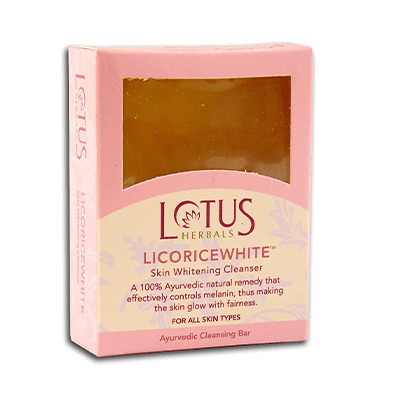 LOTUS
HERBALS
LICORICEWHITE™
Skin Whitening Cleanser
A 100% Ayurvedic natural remedy that
effectively controls melanin, thus making
the skin glow with fairness.
FOR ALL SKIN TYPES
Ayurvedic Cleansing Bar
LOTUS
LICORICEWHITE